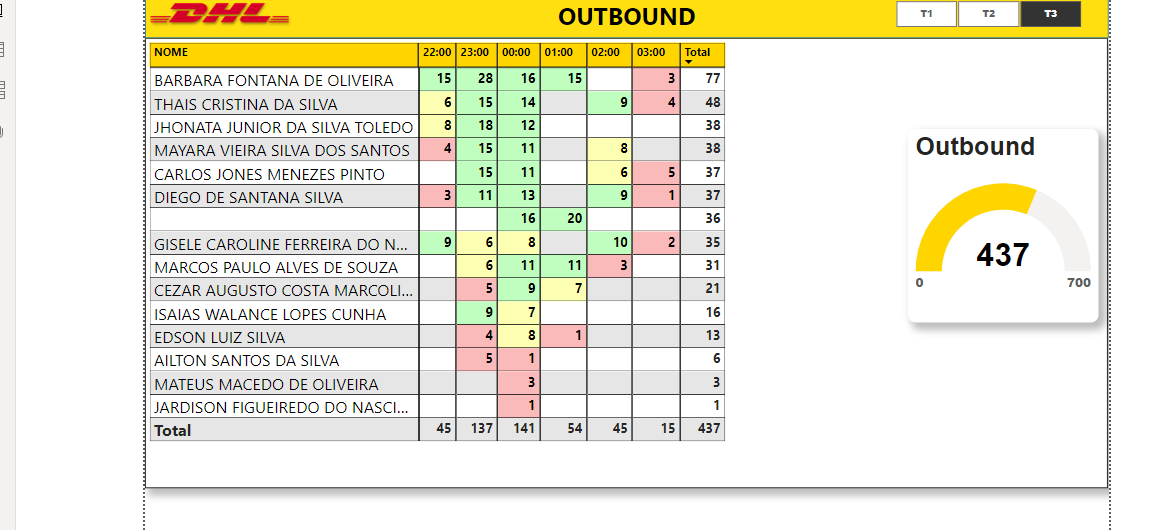 DHL OUTBOUND T1 T2 T3
NOME 22:00 23:00 00:00 01:00 02:00 03:00 Total
BARBARA FONTANA DE OLIVEIRA 15 28 16 15 3 77
THAIS CRISTINA DA SILVA 6 15 14 9 4 48
JHONATA JUNIOR DA SILVA TOLEDO 8 18 12 38
MAYARA VIEIRA SILVA DOS SANTOS 4 15 11 8 38
CARLOS JONES MENEZES PINTO 15 11 6 5 37
DIEGO DE SANTANA SILVA 3 11 13 9 1 37
16 20 36
GISELE CAROLINE FERREIRA DO N... 9 6 8 10 2 35
MARCOS PAULO ALVES DE SOUZA 6 11 11 3 31
CEZAR AUGUSTO COSTA MARCOLI... 5 9 7 21
ISAIAS WALANCE LOPES CUNHA 9 7 16
EDSON LUIZ SILVA 4 8 1 13
AILTON SANTOS DA SILVA 5 1 6
MATEUS MACEDO DE OLIVEIRA 3 3
JARDISON FIGUEIREDO DO NASCI... 1 1
Total 45 137 141 54 45 15 437
Outbound
437
0 700